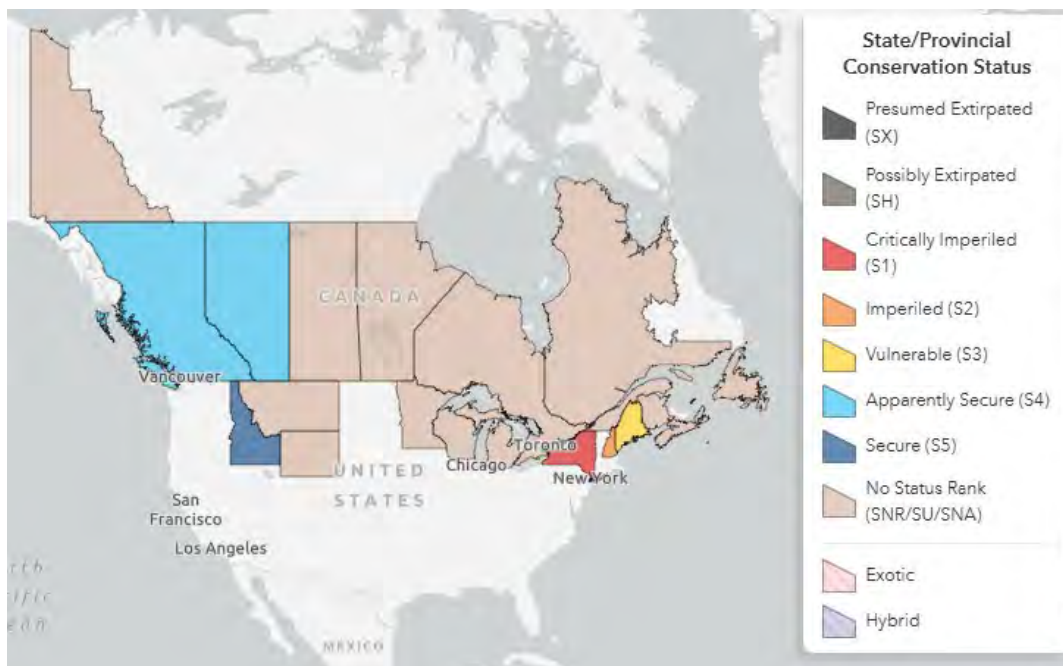 State/Provincial
Conservation Status
Presumed Extirpated
(SX)
Possibly Extirpated
(SH)
Critically Imperiled
(S1)
Imperiled (S2)
Vulnerable (S3)
Apparently Secure (S4)
Secure (S5)
No Status Rank
(SNR/SU/SNA)
Exotic
Hybrid
CANADA
Vancouver
Toronto
Chicago
New York
UNITED
STATES
San
Francisco
Los Angeles
MEXICO